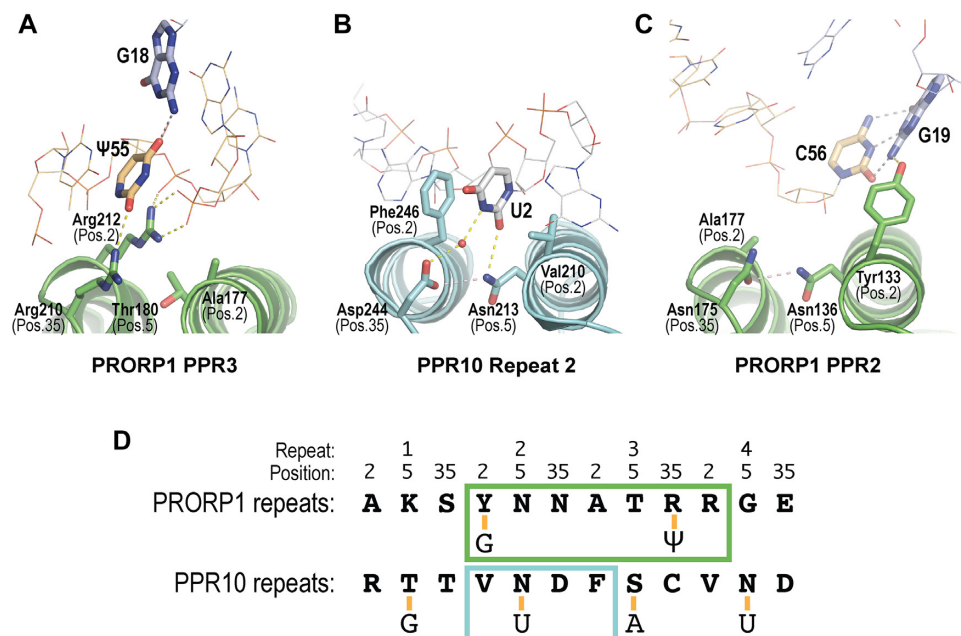 A
G18
Ψ55
Arg212
(Pos.2)
Arg210
(Pos.35)
Thr180
(Pos.5)
Ala177
(Pos.2)
PRORP1 PPR3
B
Phe246
(Pos.2)
U2
Asp244
(Pos.35)
Asn213
(Pos.5)
Val210
(Pos.2)
PPR10 Repeat 2
C
G19
C56
Ala177
(Pos.2)
Asn175
(Pos.35)
Asn136
(Pos.5)
Tyr133
(Pos.2)
PRORP1 PPR2
D
Repeat: 1 2 3 4
Position: 2 5 35 2 5 35 2 5 35 2 5 35
PRORP1 repeats: A K S Y N N A T R R G E
G Ψ
PPR10 repeats: R T T V N D F S C V N D
G U A U